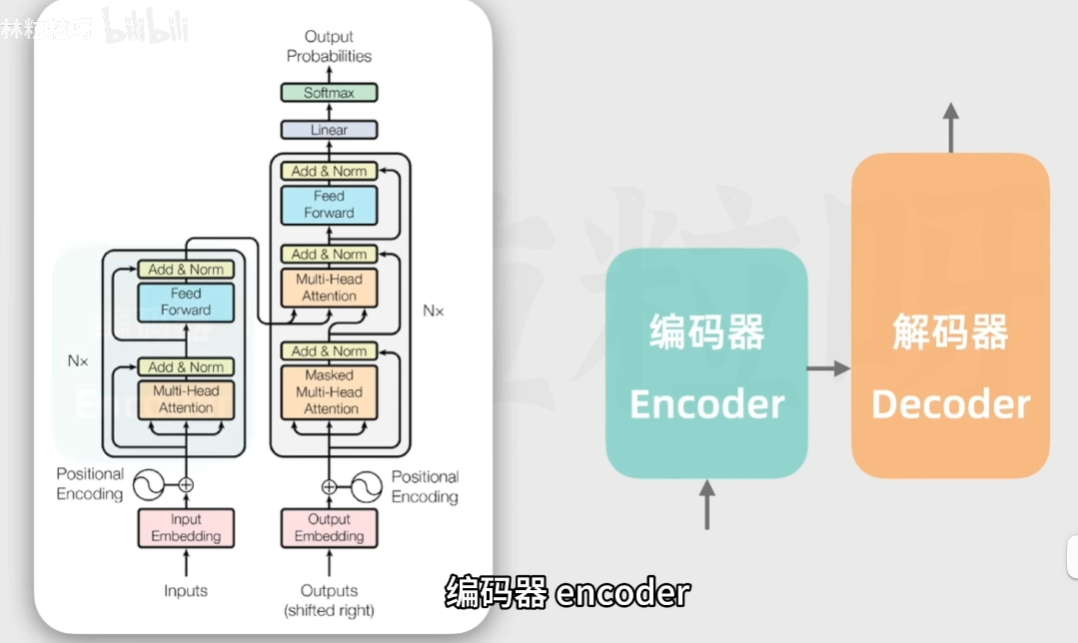 林粒粒呀 bilibili
Output
Probabilities
Softmax
Linear
Add & Norm
Feed
Forward
Add & Norm
Multi-Head
Attention
Add & Norm
Masked
Multi-Head
Attention
N×
Positional
Encoding
Output
Embedding
Outputs
(shifted right)
Add & Norm
Feed
Forward
Add & Norm
Multi-Head
Attention
N×
Positional
Encoding
Input
Embedding
Inputs
编码器
Encoder
解码器
Decoder
编码器 encoder